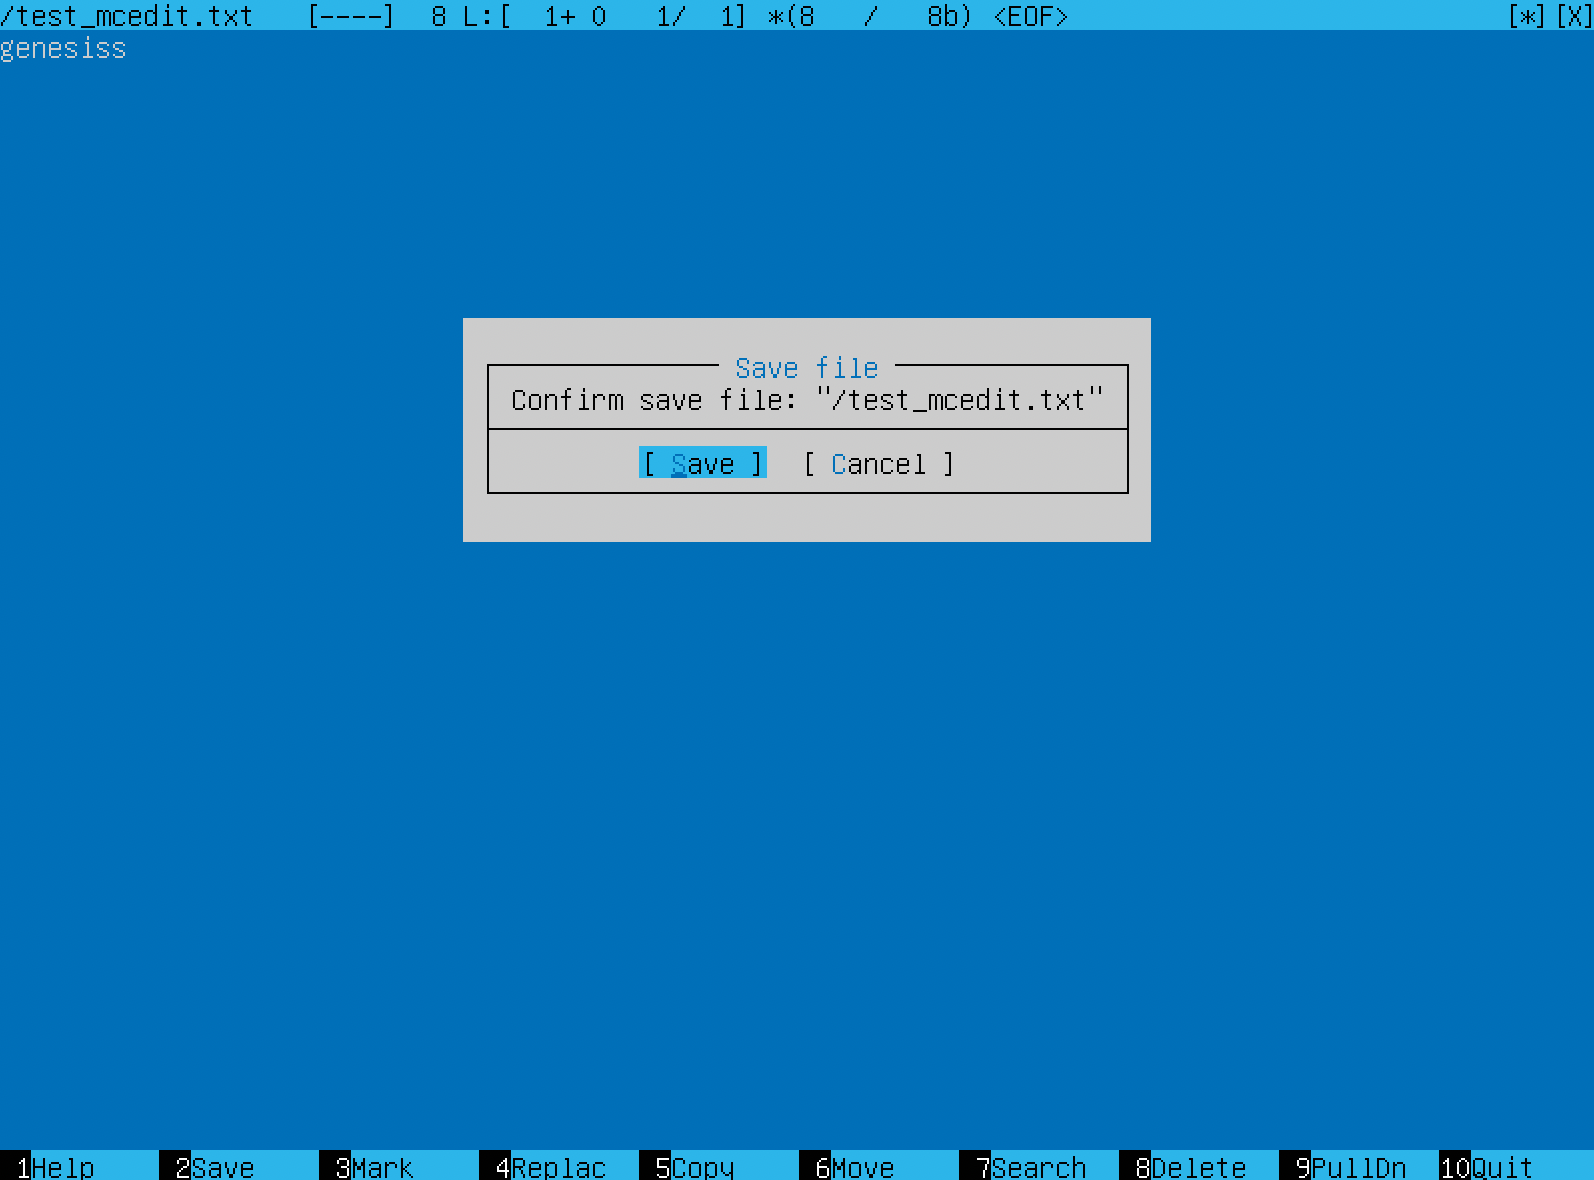 /test_mcedit.txt [----] 8 L:[ 1+ 0 1/ 1] *(8 / 8b) <EOF> [*][X]
genesiss
Save file
Confirm save file: "/test_mcedit.txt"
[ Save ] [ Cancel ]
1Help 2Save 3Mark 4Replac 5Copy 6Move 7Search 8Delete 9PullDn 10Quit